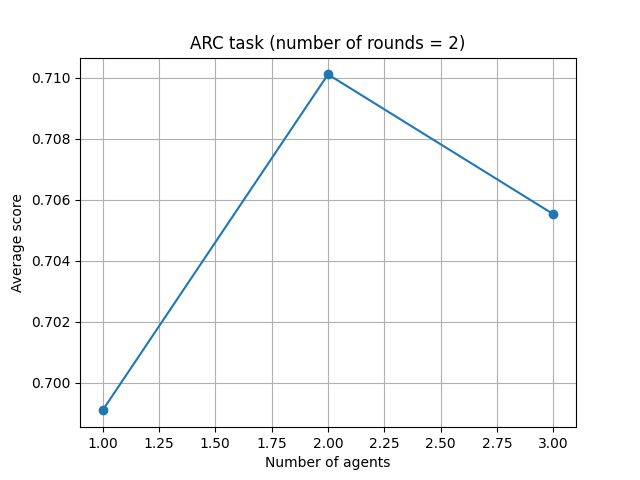 ARC task (number of rounds = 2)
Average score
0.710
0.708
0.706
0.704
0.702
0.700
1.00 1.25 1.50 1.75 2.00 2.25 2.50 2.75 3.00
Number of agents